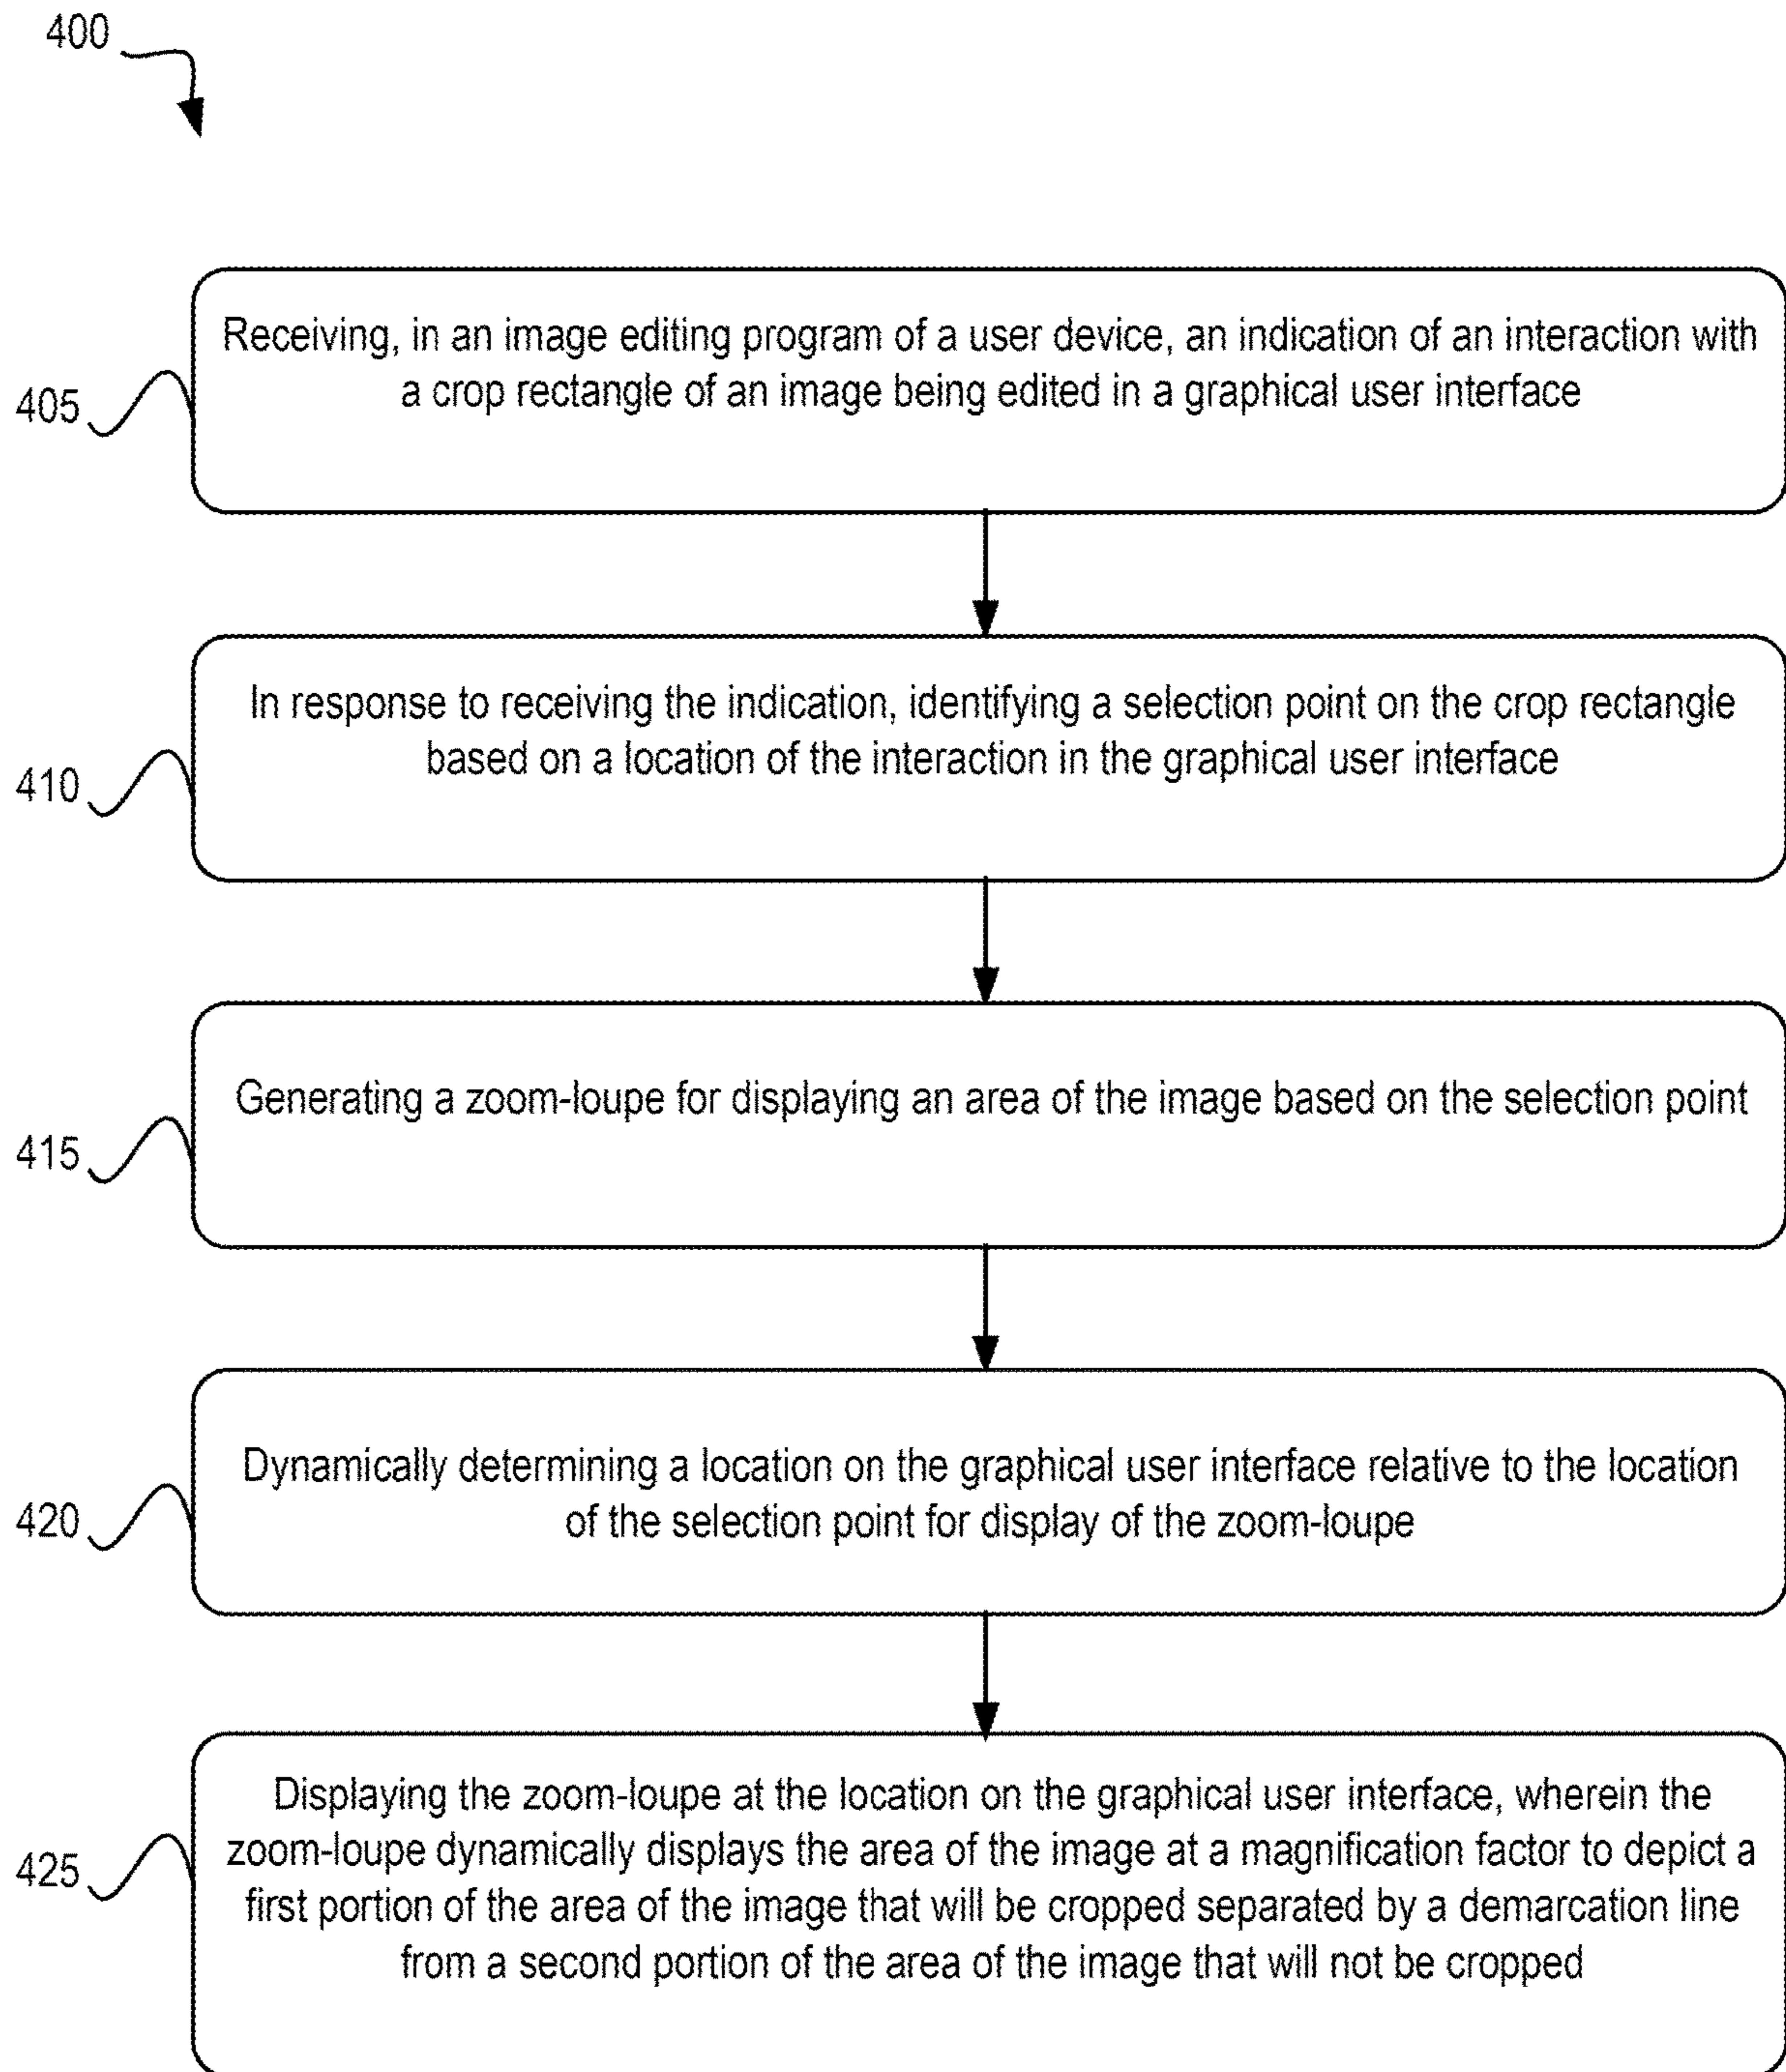 400
Receiving, in an image editing program of a user device, an indication of an interaction with
a crop rectangle of an image being edited in a graphical user interface
405
In response to receiving the indication, identifying a selection point on the crop rectangle
based on a location of the interaction in the graphical user interface
410
Generating a zoom-loupe for displaying an area of the image based on the selection point
415
Dynamically determining a location on the graphical user interface relative to the location
of the selection point for display of the zoom-loupe
420
Displaying the zoom-loupe at the location on the graphical user interface, wherein the
zoom-loupe dynamically displays the area of the image at a magnification factor to depict a
first portion of the area of the image that will be cropped separated by a demarcation line
from a second portion of the area of the image that will not be cropped
425